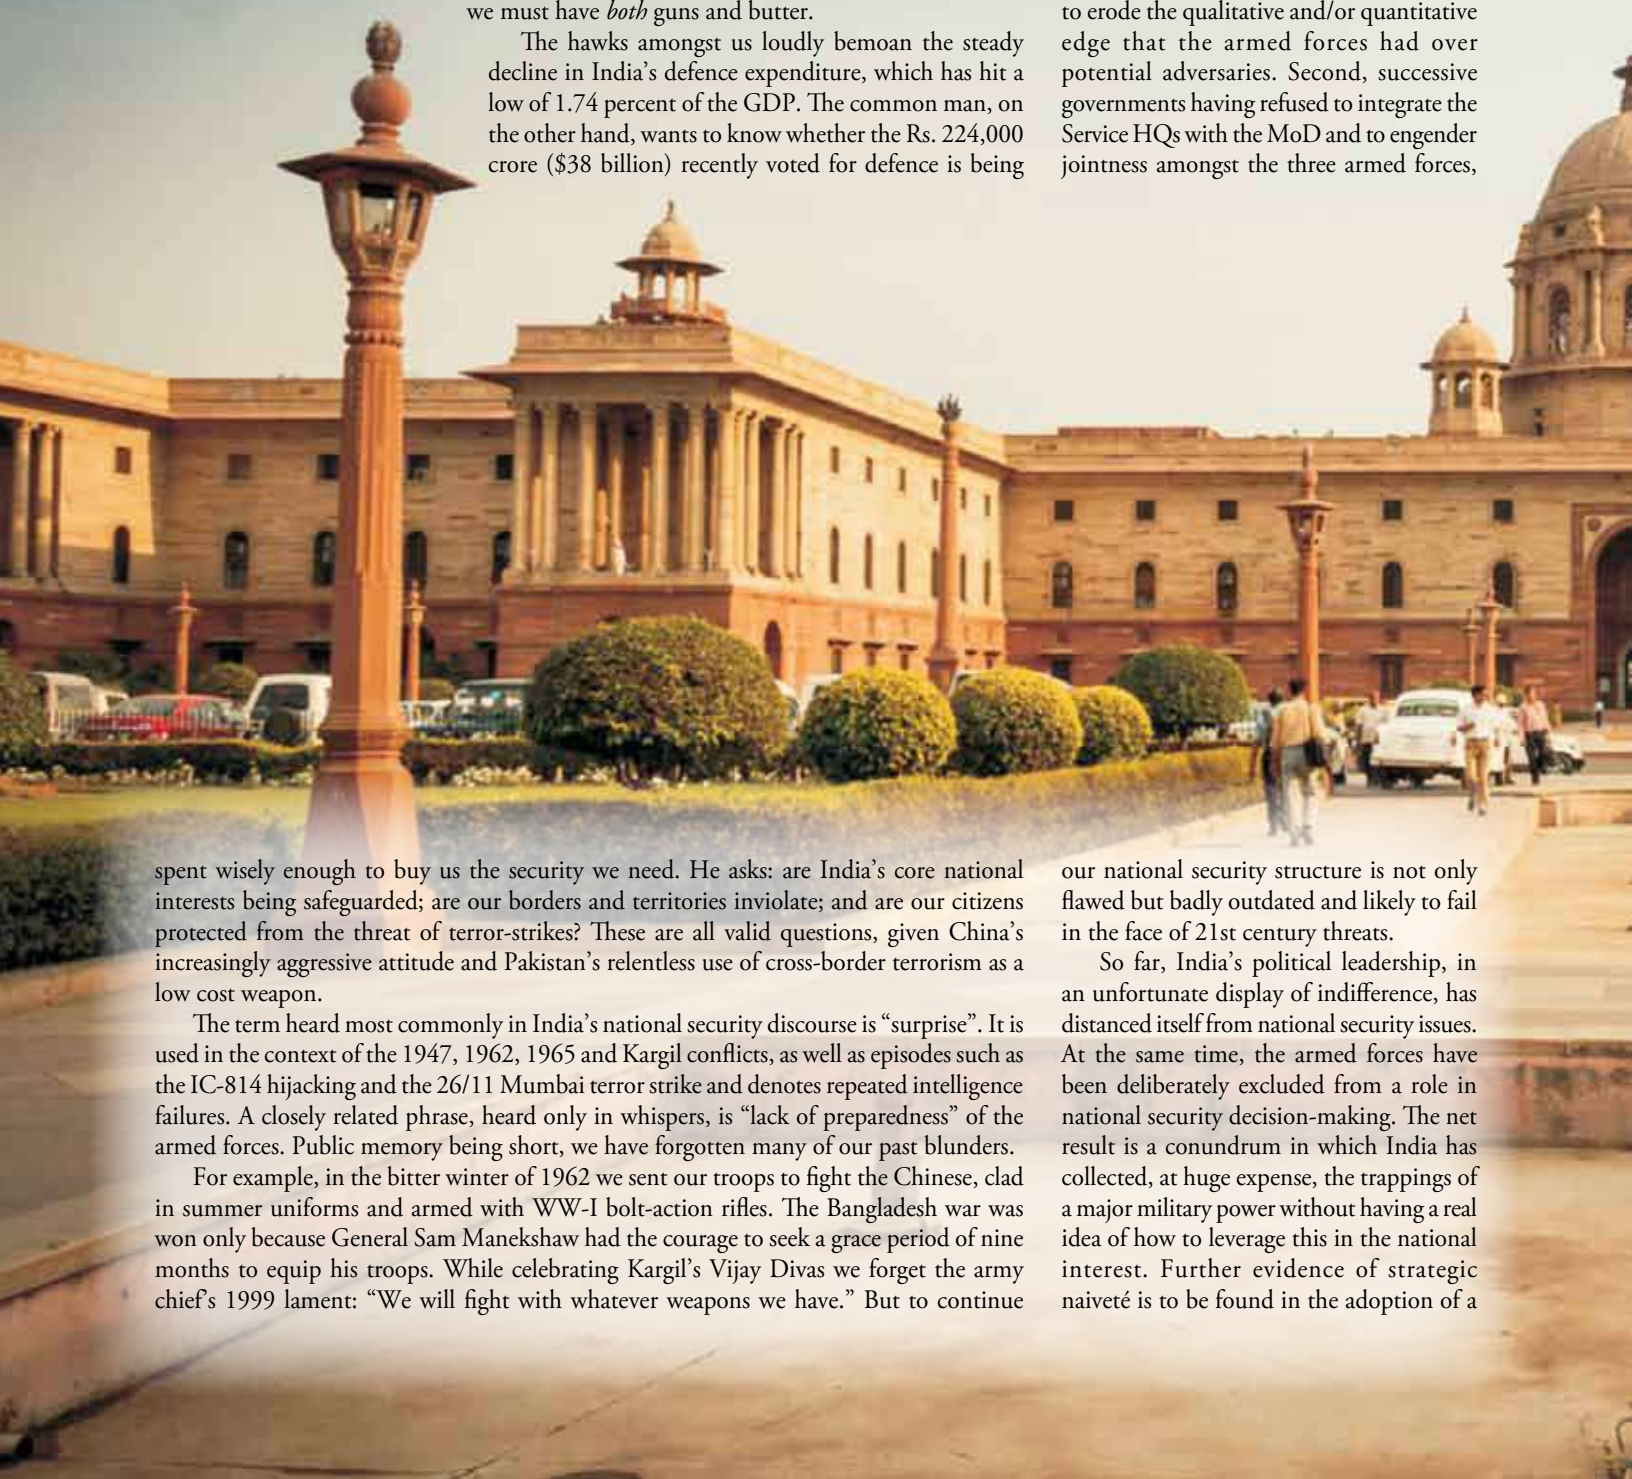 we must have both guns and butter.
The hawks amongst us loudly bemoan the steady
decline in India’s defence expenditure, which has hit a
low of 1.74 percent of the GDP. The common man, on
the other hand, wants to know whether the Rs. 224,000
crore ($38 billion) recently voted for defence is being
spent wisely enough to buy us the security we need. He asks: are India’s core national
interests being safeguarded; are our borders and territories inviolate; and are our citizens
protected from the threat of terror-strikes? These are all valid questions, given China’s
increasingly aggressive attitude and Pakistan’s relentless use of cross-border terrorism as a
low cost weapon.
The term heard most commonly in India’s national security discourse is “surprise”. It is
used in the context of the 1947, 1962, 1965 and Kargil conflicts, as well as episodes such as
the IC-814 hijacking and the 26/11 Mumbai terror strike and denotes repeated intelligence
failures. A closely related phrase, heard only in whispers, is “lack of preparedness” of the
armed forces. Public memory being short, we have forgotten many of our past blunders.
For example, in the bitter winter of 1962 we sent our troops to fight the Chinese, clad
in summer uniforms and armed with WW-I bolt-action rifles. The Bangladesh war was
won only because General Sam Manekshaw had the courage to seek a grace period of nine
months to equip his troops. While celebrating Kargil’s Vijay Divas we forget the army
chief’s 1999 lament: “We will fight with whatever weapons we have.” But to continue
to erode the qualitative and/or quantitative
edge that the armed forces had over
potential adversaries. Second, successive
governments having refused to integrate the
Service HQs with the MoD and to engender
jointness amongst the three armed forces,
our national security structure is not only
flawed but badly outdated and likely to fail
in the face of 21st century threats.
So far, India’s political leadership, in
an unfortunate display of indifference, has
distanced itself from national security issues.
At the same time, the armed forces have
been deliberately excluded from a role in
national security decision-making. The net
result is a conundrum in which India has
collected, at huge expense, the trappings of
a major military power without having a real
idea of how to leverage this in the national
interest. Further evidence of strategic
naiveté is to be found in the adoption of a